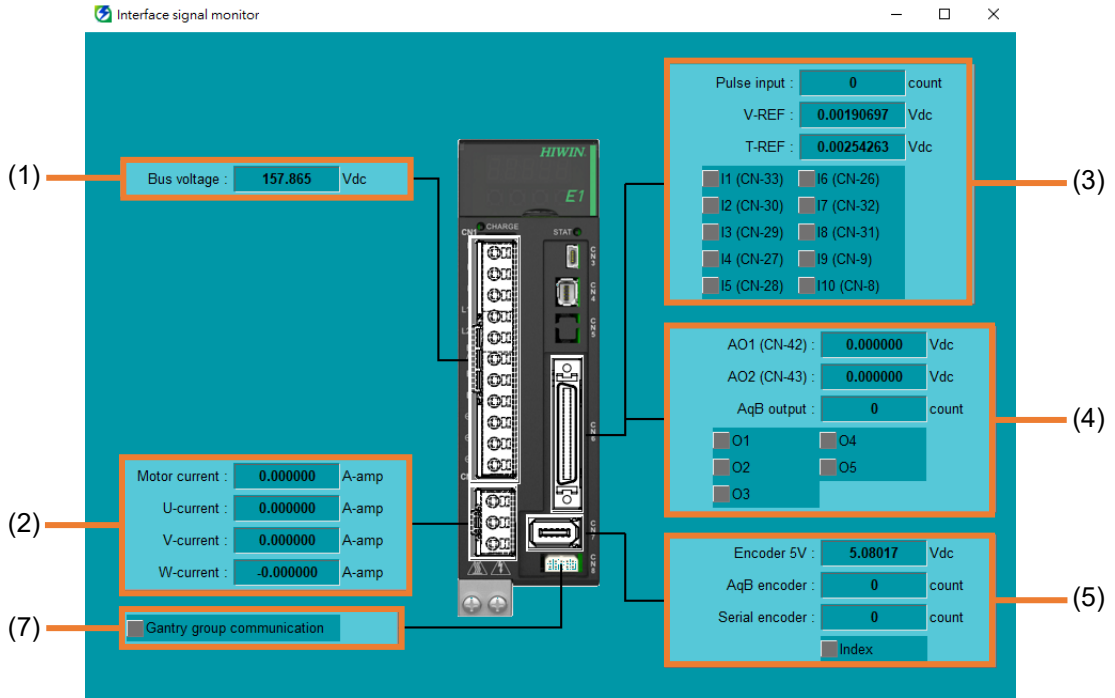 Interface signal monitor
(1)
Bus voltage : 157.865 Vdc
(2)
Motor current : 0.000000 A-amp
U-current : 0.000000 A-amp
V-current : 0.000000 A-amp
W-current : -0.000000 A-amp
(7)
Gantry group communication
HIWIN
E1
CHARGE
CN1
STAT
CN3
CN4
CN5
CN6
CN7
CN8
Pulse input : 0 count
V-REF : 0.00190697 Vdc
T-REF : 0.00254263 Vdc
I1 (CN-33) I6 (CN-26)
I2 (CN-30) I7 (CN-32)
I3 (CN-29) I8 (CN-31)
I4 (CN-27) I9 (CN-9)
I5 (CN-28) I10 (CN-8)
(3)
AO1 (CN-42) : 0.000000 Vdc
AO2 (CN-43) : 0.000000 Vdc
AqB output : 0 count
O1 O4
O2 O5
O3
(4)
Encoder 5V : 5.08017 Vdc
AqB encoder : 0 count
Serial encoder : 0 count
Index
(5)